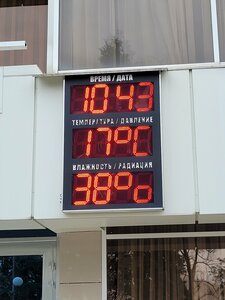 ВРЕМЯ / ДАТА
10:43
ТЕМПЕРАТУРА / ДАВЛЕНИЕ
17°C
ВЛАЖНОСТЬ / РАДИАЦИЯ
38%